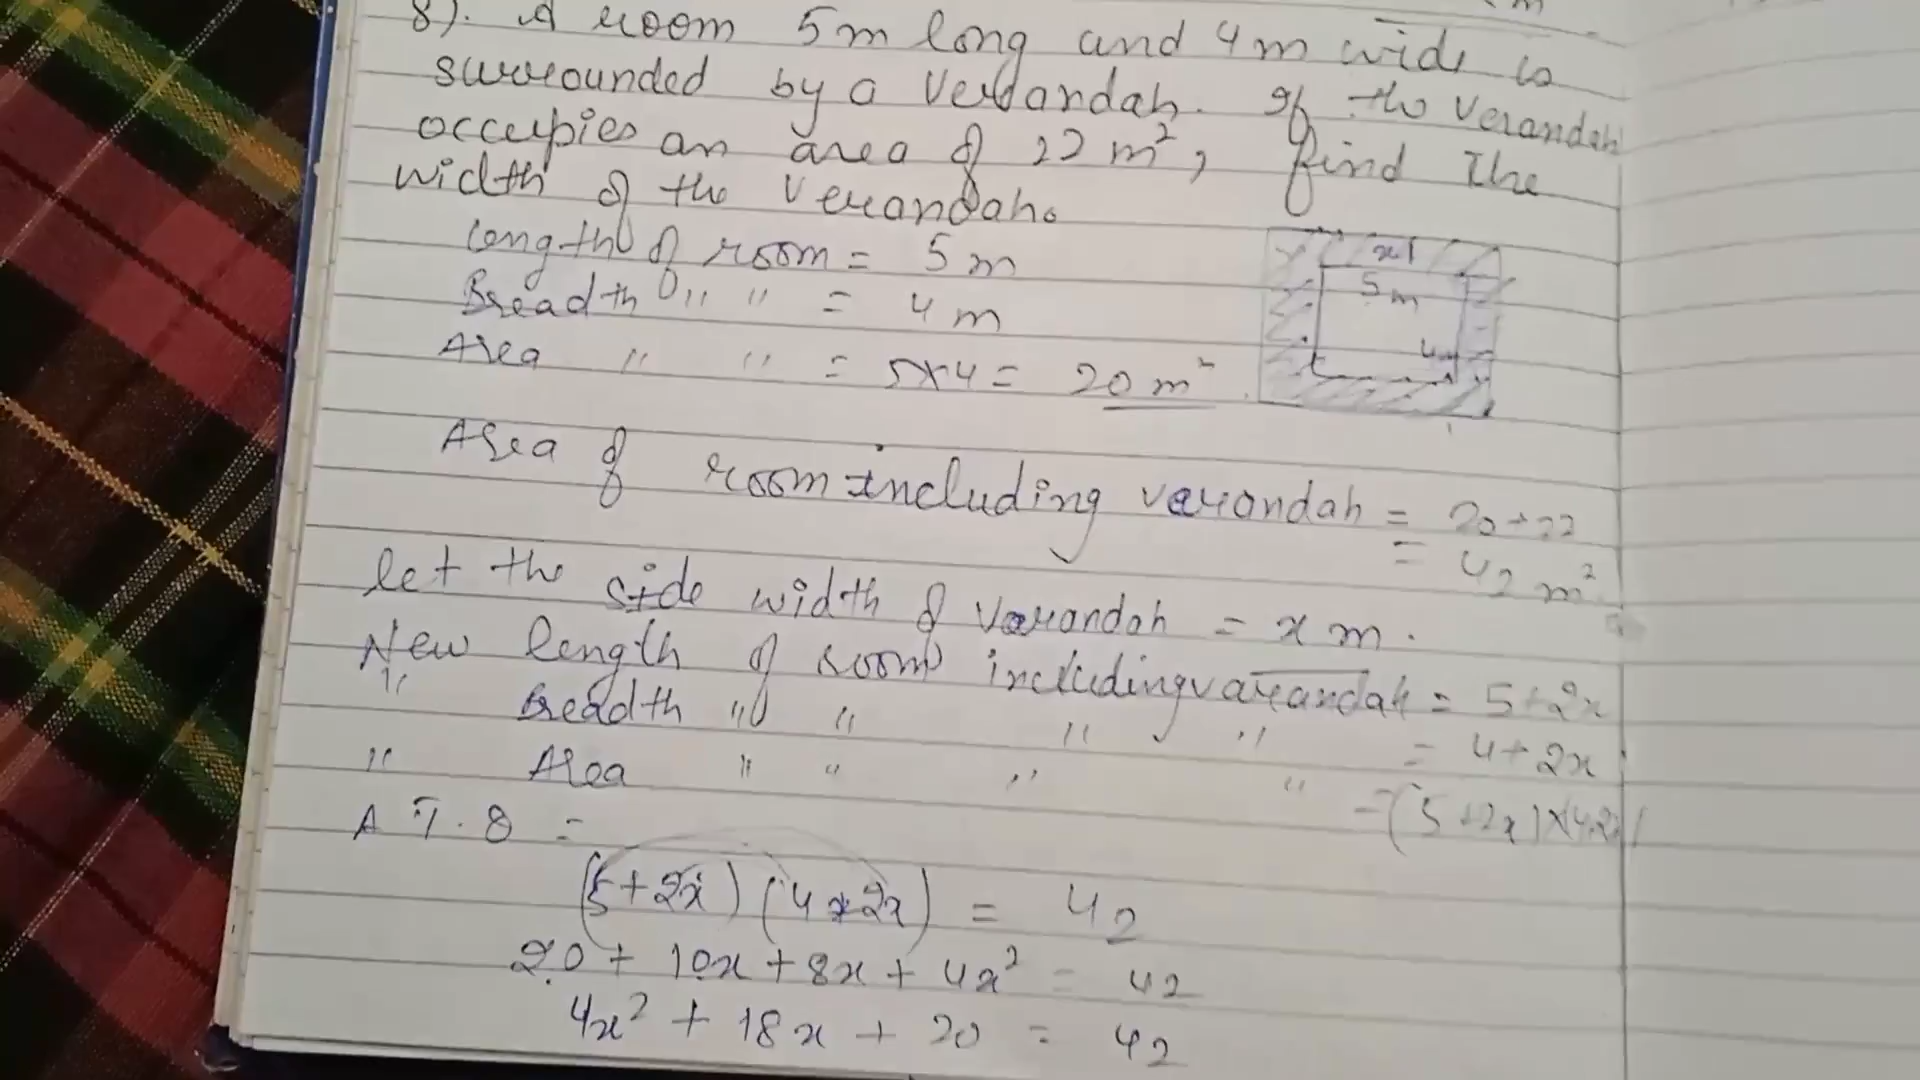 8). A room 5m long and 4m wide is
surrounded by a Verandah. If the Verandah
occupies an area of 22 m², find the
width of the Verandah.
length of room = 5 m
Breadth " " = 4 m
Area " " = 5×4 = 20 m²
x
5m
4m
Area of room including verandah = 20+22
= 42 m²
let the side width of Varandah = x m.
New length of room including varandah = 5+2x
" Breadth " " " " = 4+2x
" Area " " " " = (5+2x)×(4+2x)
A T.Q =
(5+2x) (4+2x) = 42
20 + 10x + 8x + 4x² = 42
4x² + 18x + 20 = 42